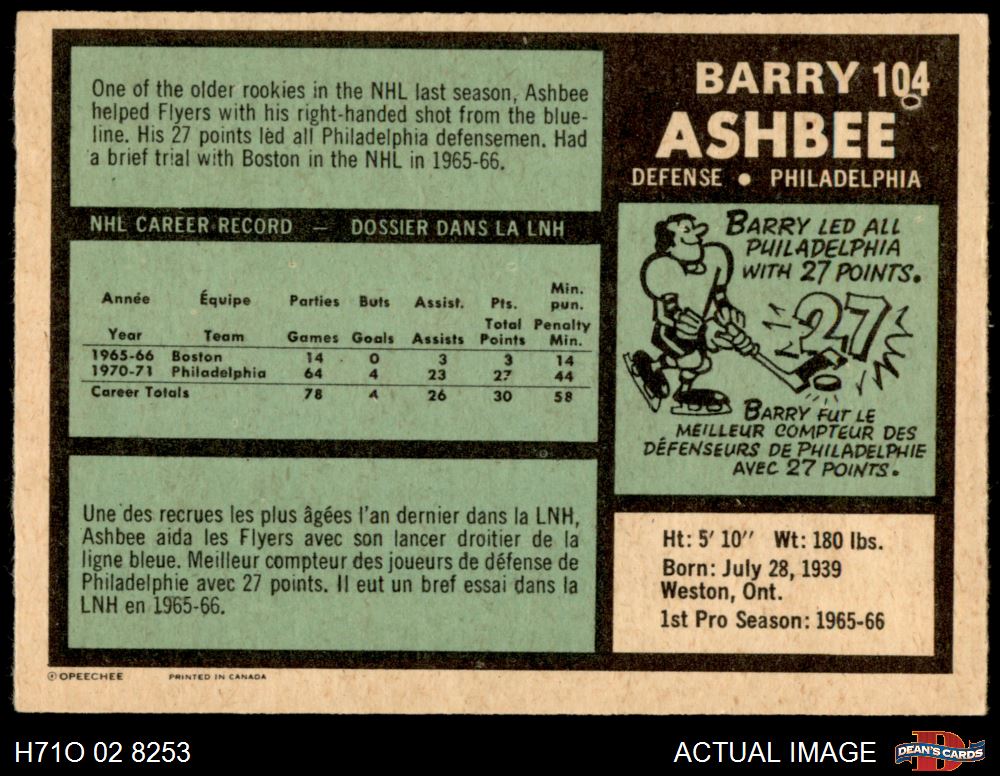 One of the older rookies in the NHL last season, Ashbee
helped Flyers with his right-handed shot from the blue-
line. His 27 points led all Philadelphia defensemen. Had
a brief trial with Boston in the NHL in 1965-66.
NHL CAREER RECORD — DOSSIER DANS LA LNH
Année Équipe Parties Buts Assist. Pts. Min. pun.
Year Team Games Goals Assists Total Points Penalty Min.
1965-66 Boston 14 0 3 3 14
1970-71 Philadelphia 64 4 23 27 44
Career Totals 78 4 26 30 58
Une des recrues les plus âgées l'an dernier dans la LNH,
Ashbee aida les Flyers avec son lancer droitier de la
ligne bleue. Meilleur compteur des joueurs de défense de
Philadelphie avec 27 points. Il eut un bref essai dans la
LNH en 1965-66.
BARRY 104
ASHBEE
DEFENSE • PHILADELPHIA
BARRY LED ALL
PHILADELPHIA
WITH 27 POINTS.
27
BARRY FUT LE
MEILLEUR COMPTEUR DES
DÉFENSEURS DE PHILADELPHIE
AVEC 27 POINTS.
Ht: 5' 10" Wt: 180 lbs.
Born: July 28, 1939
Weston, Ont.
1st Pro Season: 1965-66
© OPEECHEE PRINTED IN CANADA
H71O 02 8253
ACTUAL IMAGE
DEAN'S CARDS